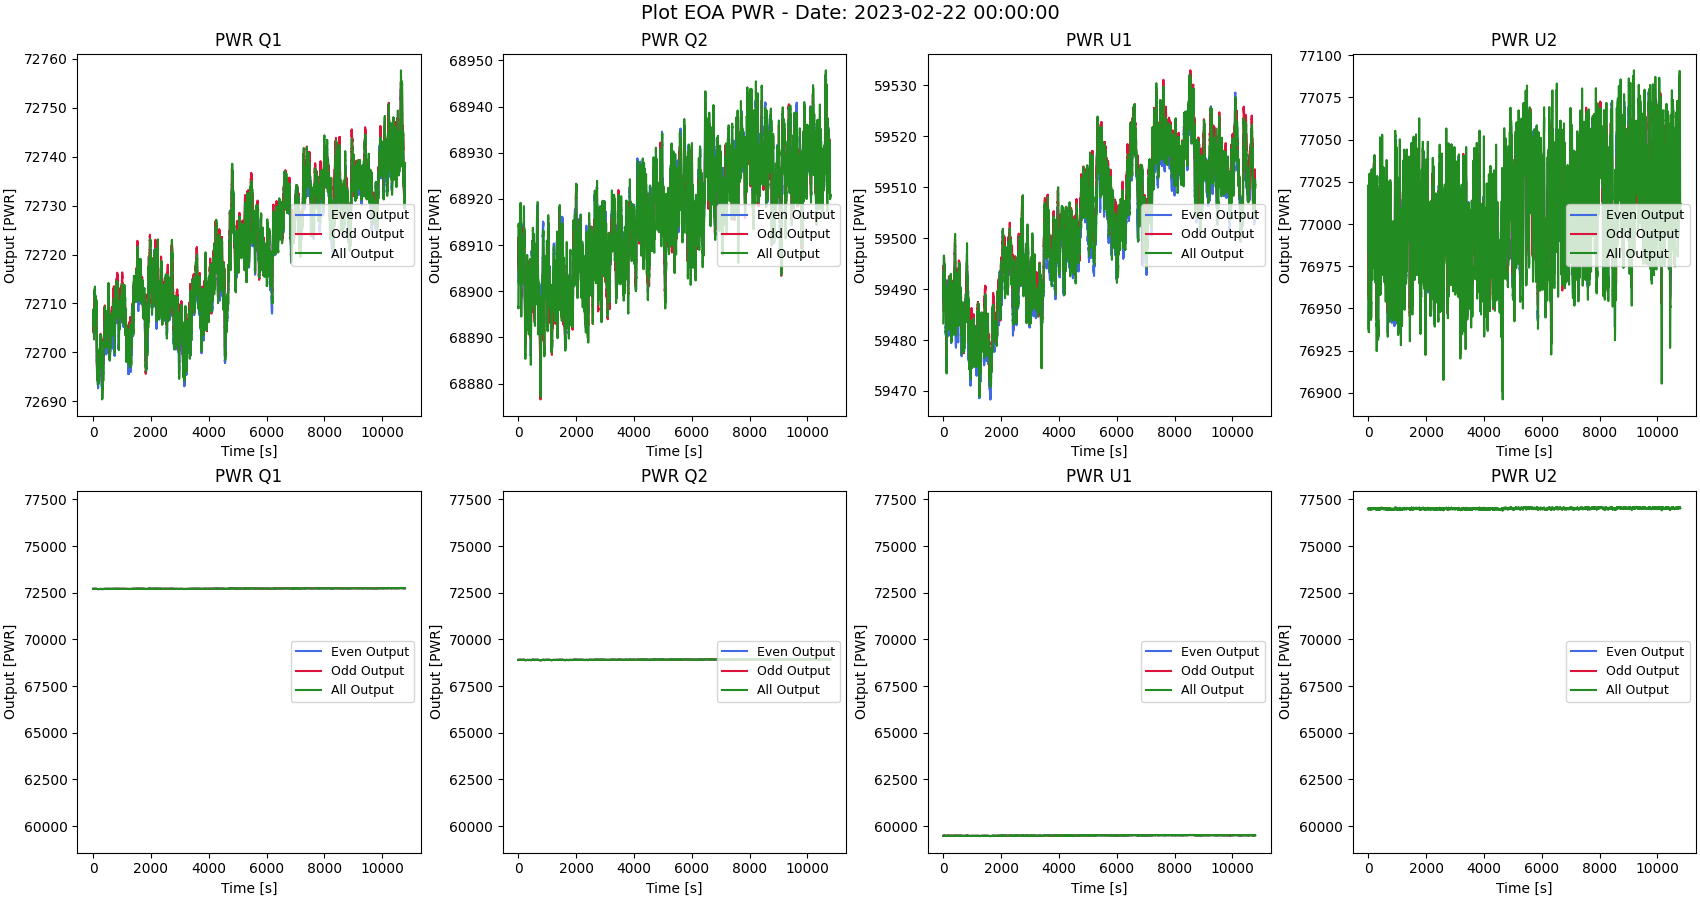 Plot EOA PWR - Date: 2023-02-22 00:00:00
PWR Q1
72760
72750
72740
72730
72720
72710
72700
72690
Output [PWR]
0 2000 4000 6000 8000 10000
Time [s]
Even Output
Odd Output
All Output
PWR Q2
68950
68940
68930
68920
68910
68900
68890
68880
Output [PWR]
0 2000 4000 6000 8000 10000
Time [s]
Even Output
Odd Output
All Output
PWR U1
59530
59520
59510
59500
59490
59480
59470
Output [PWR]
0 2000 4000 6000 8000 10000
Time [s]
Even Output
Odd Output
All Output
PWR U2
77100
77075
77050
77025
77000
76975
76950
76925
76900
Output [PWR]
0 2000 4000 6000 8000 10000
Time [s]
Even Output
Odd Output
All Output
PWR Q1
77500
75000
72500
70000
67500
65000
62500
60000
Output [PWR]
0 2000 4000 6000 8000 10000
Time [s]
Even Output
Odd Output
All Output
PWR Q2
77500
75000
72500
70000
67500
65000
62500
60000
Output [PWR]
0 2000 4000 6000 8000 10000
Time [s]
Even Output
Odd Output
All Output
PWR U1
77500
75000
72500
70000
67500
65000
62500
60000
Output [PWR]
0 2000 4000 6000 8000 10000
Time [s]
Even Output
Odd Output
All Output
PWR U2
77500
75000
72500
70000
67500
65000
62500
60000
Output [PWR]
0 2000 4000 6000 8000 10000
Time [s]
Even Output
Odd Output
All Output